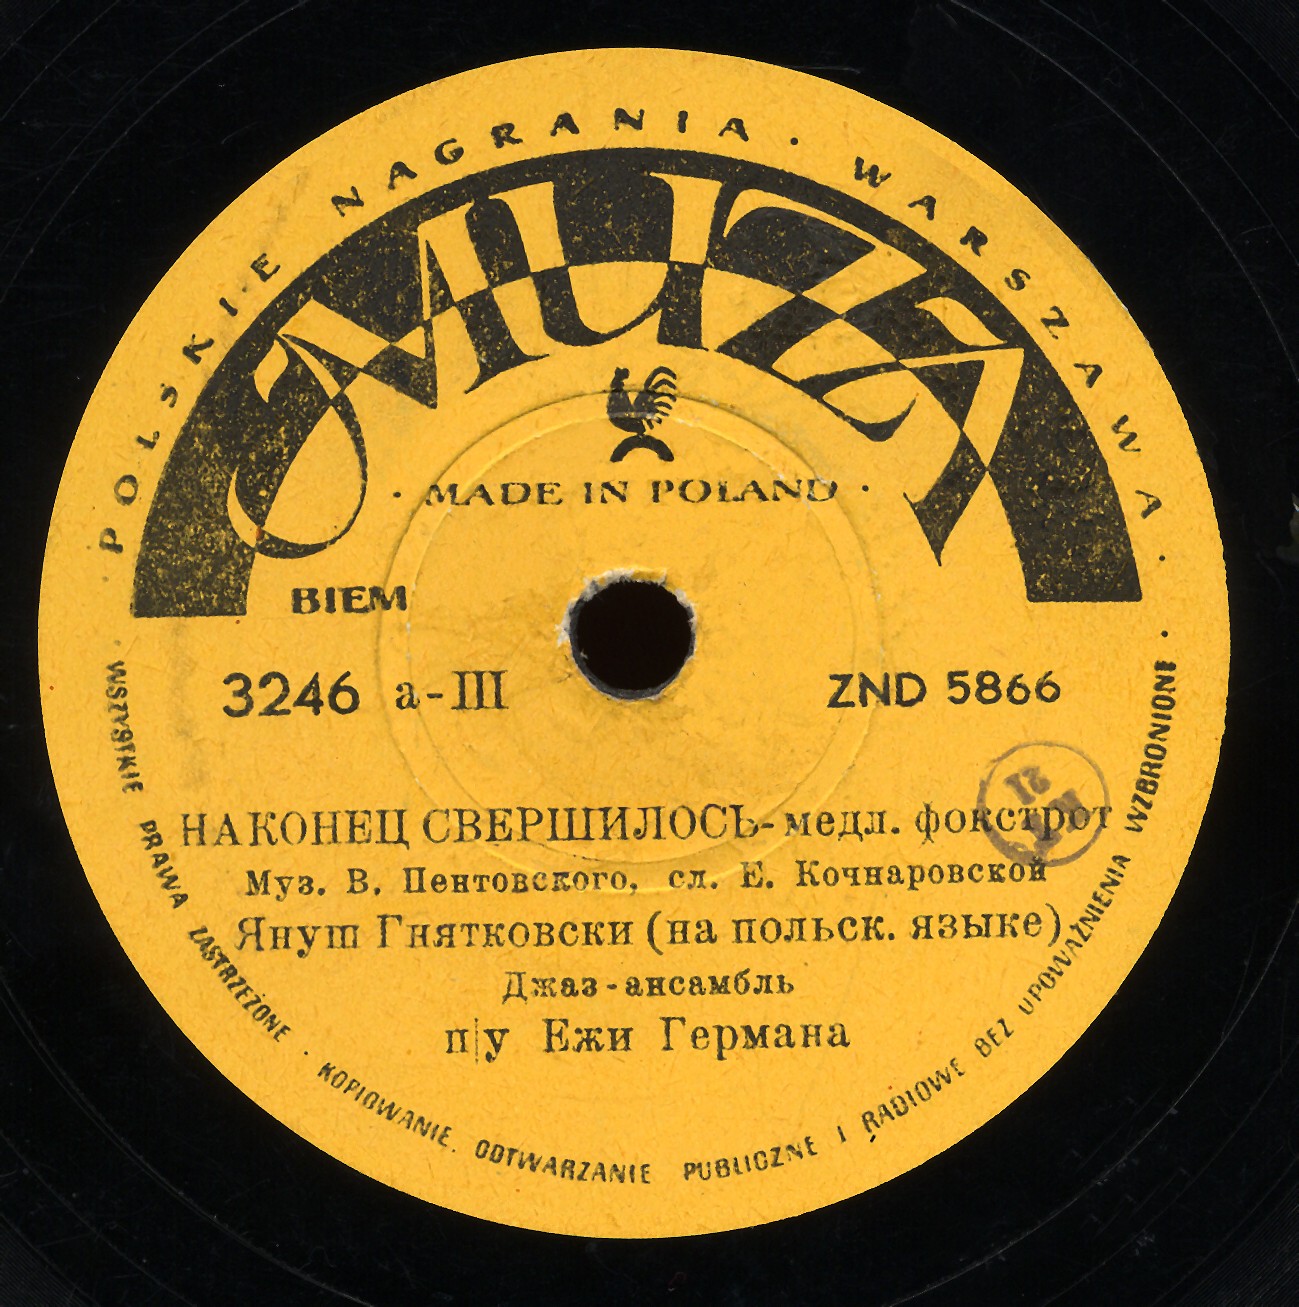 POLSKIE NAGRANIA · WARSZAWA ·
MUZA
· MADE IN POLAND ·
BIEM
3246 a-III
ZND 5866
НАКОНЕЦ СВЕРШИЛОСЬ-медл. фокстрот
Муз. В. Пентовского, сл. Е. Кочнаровской
Януш Гнятковски (на польск. языке)
Джаз-ансамбль
п/у Ежи Германа
· WSZYSTKIE PRAWA ZASTRZEŻONE · KOPIOWANIE. ODTWARZANIE PUBLICZNE I RADIOWE BEZ UPOWAŻNIENIA WZBRONIONE ·